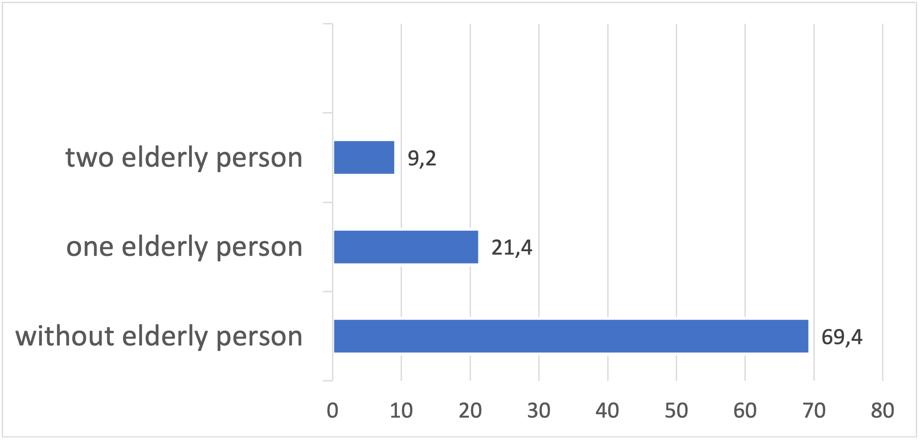 two elderly person
9,2
one elderly person
21,4
without elderly person
69,4
0 10 20 30 40 50 60 70 80